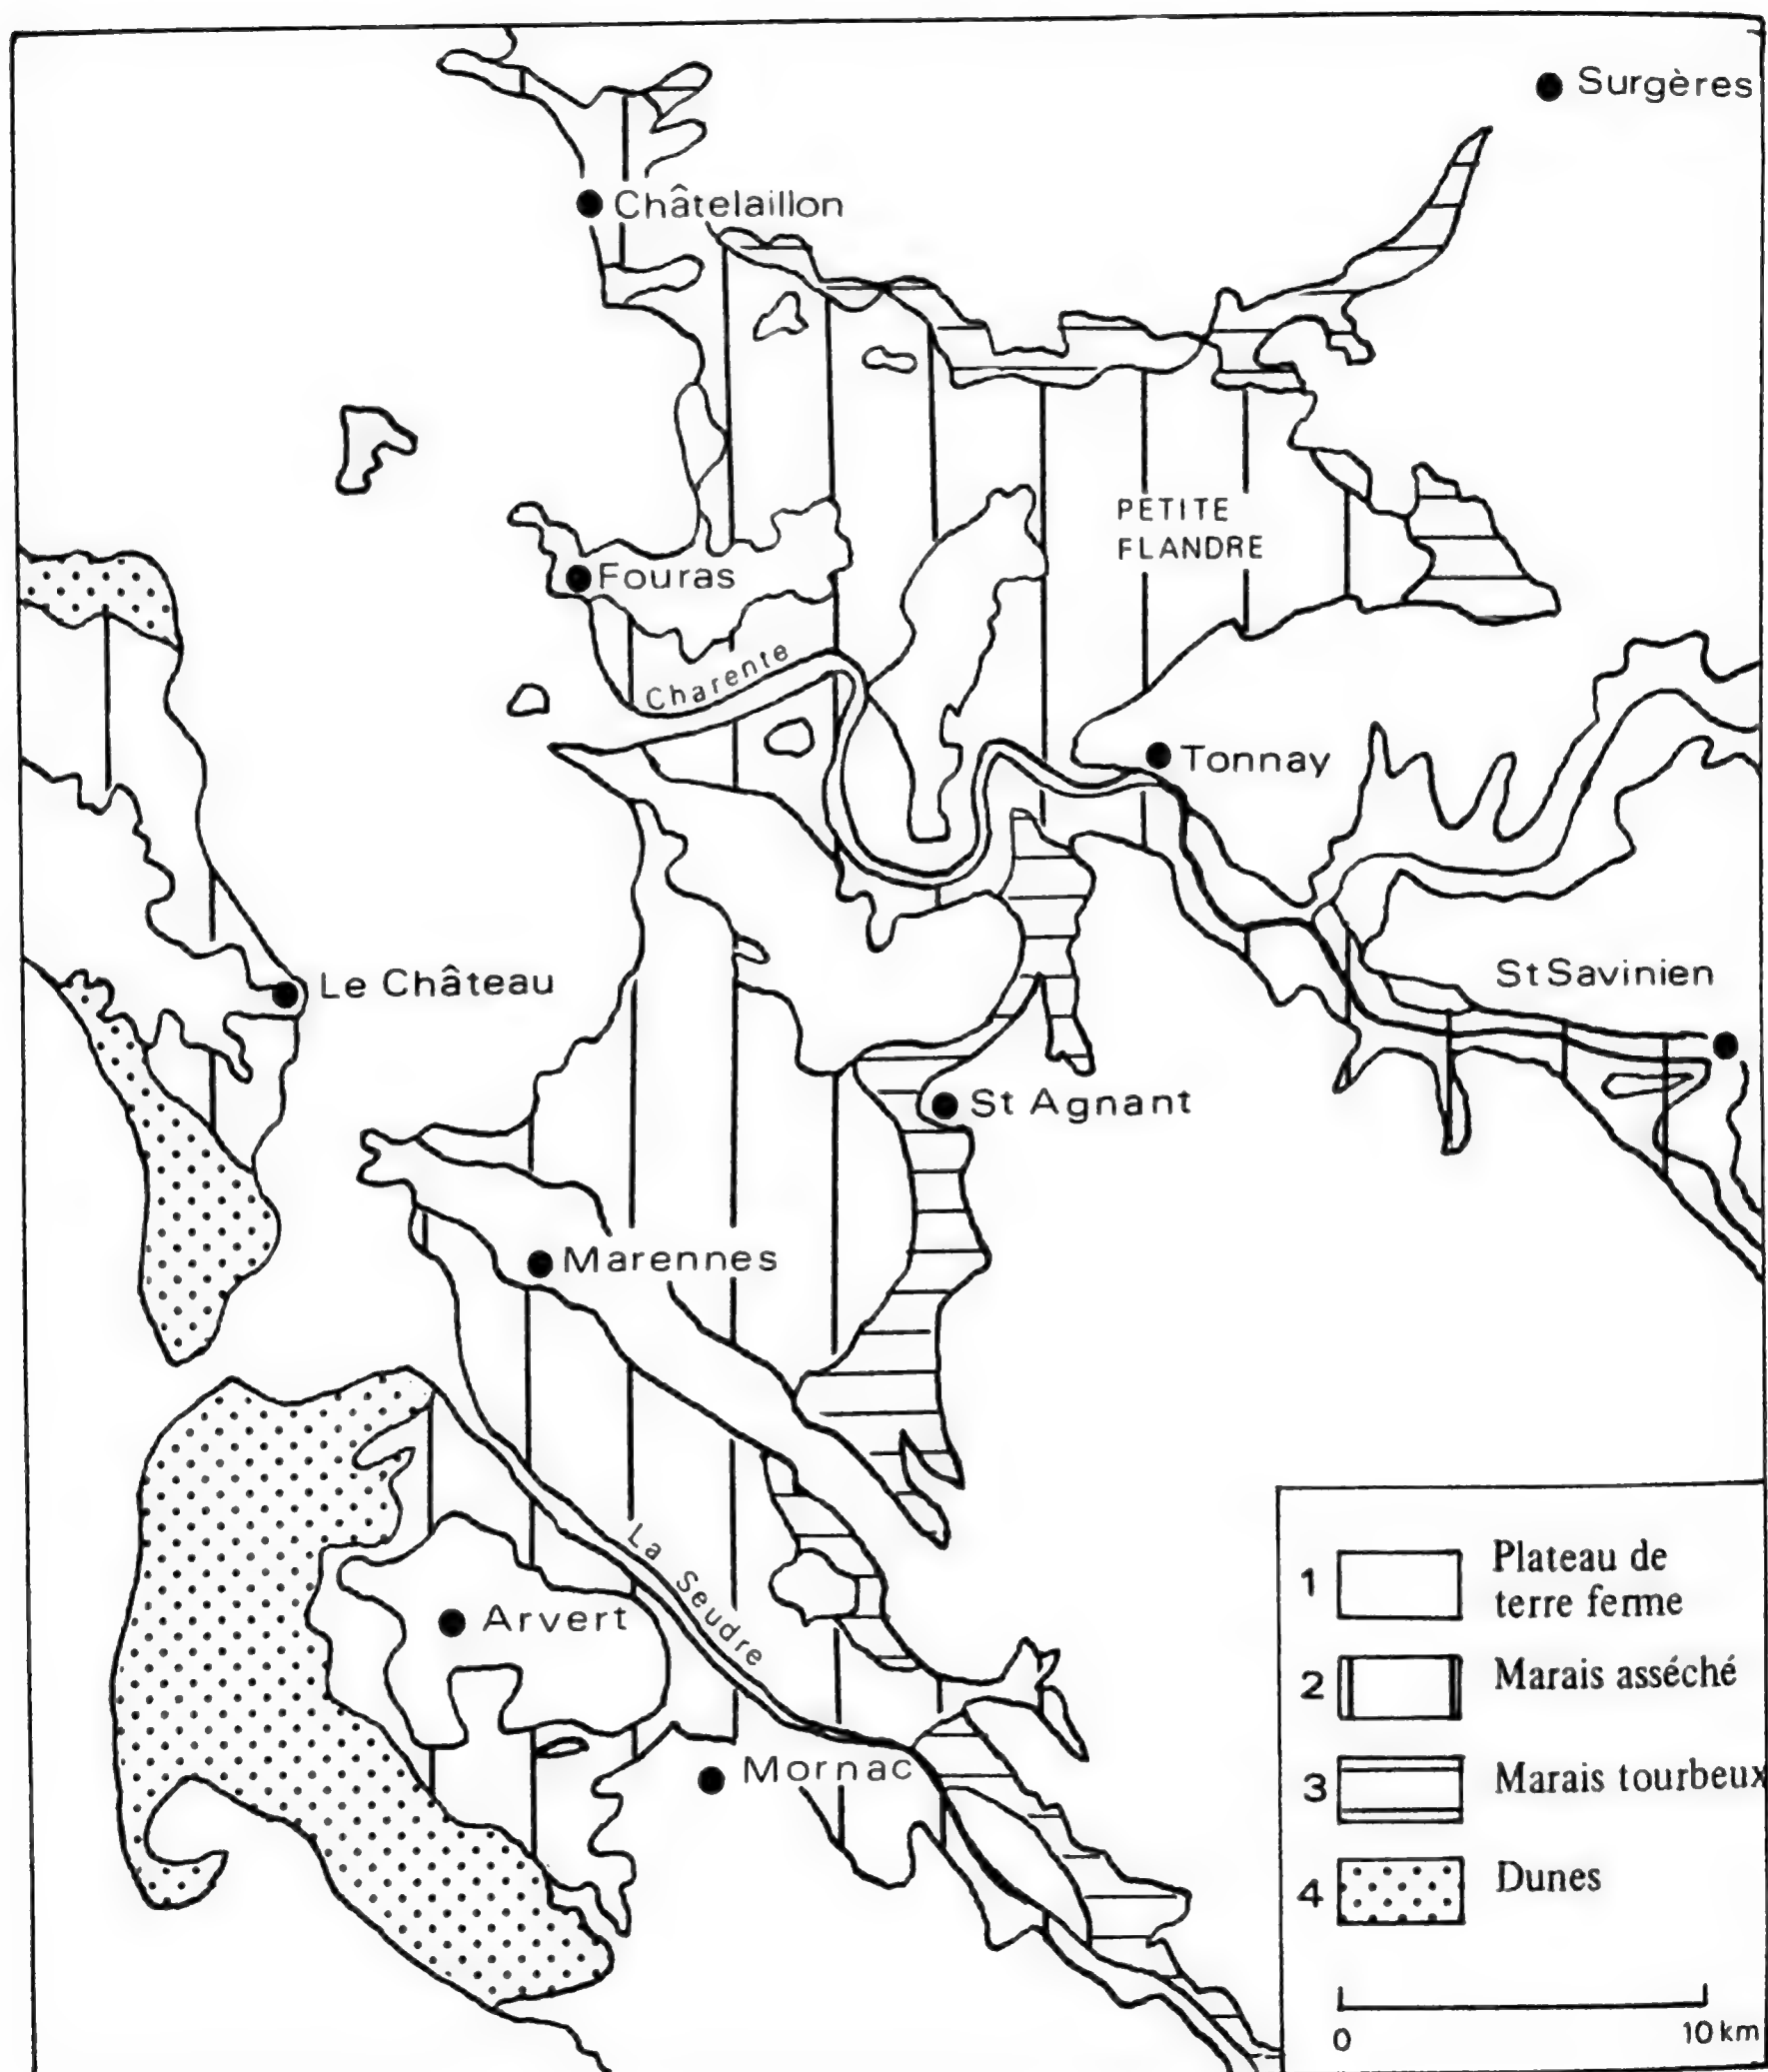 Surgères
Châtelaillon
PETITE
FLANDRE
Fouras
Charente
Tonnay
St Savinien
Le Château
St Agnant
Marennes
La Seudre
Arvert
Mornac
1 Plateau de
terre ferme
2 Marais asséché
3 Marais tourbeux
4 Dunes
0 10 km